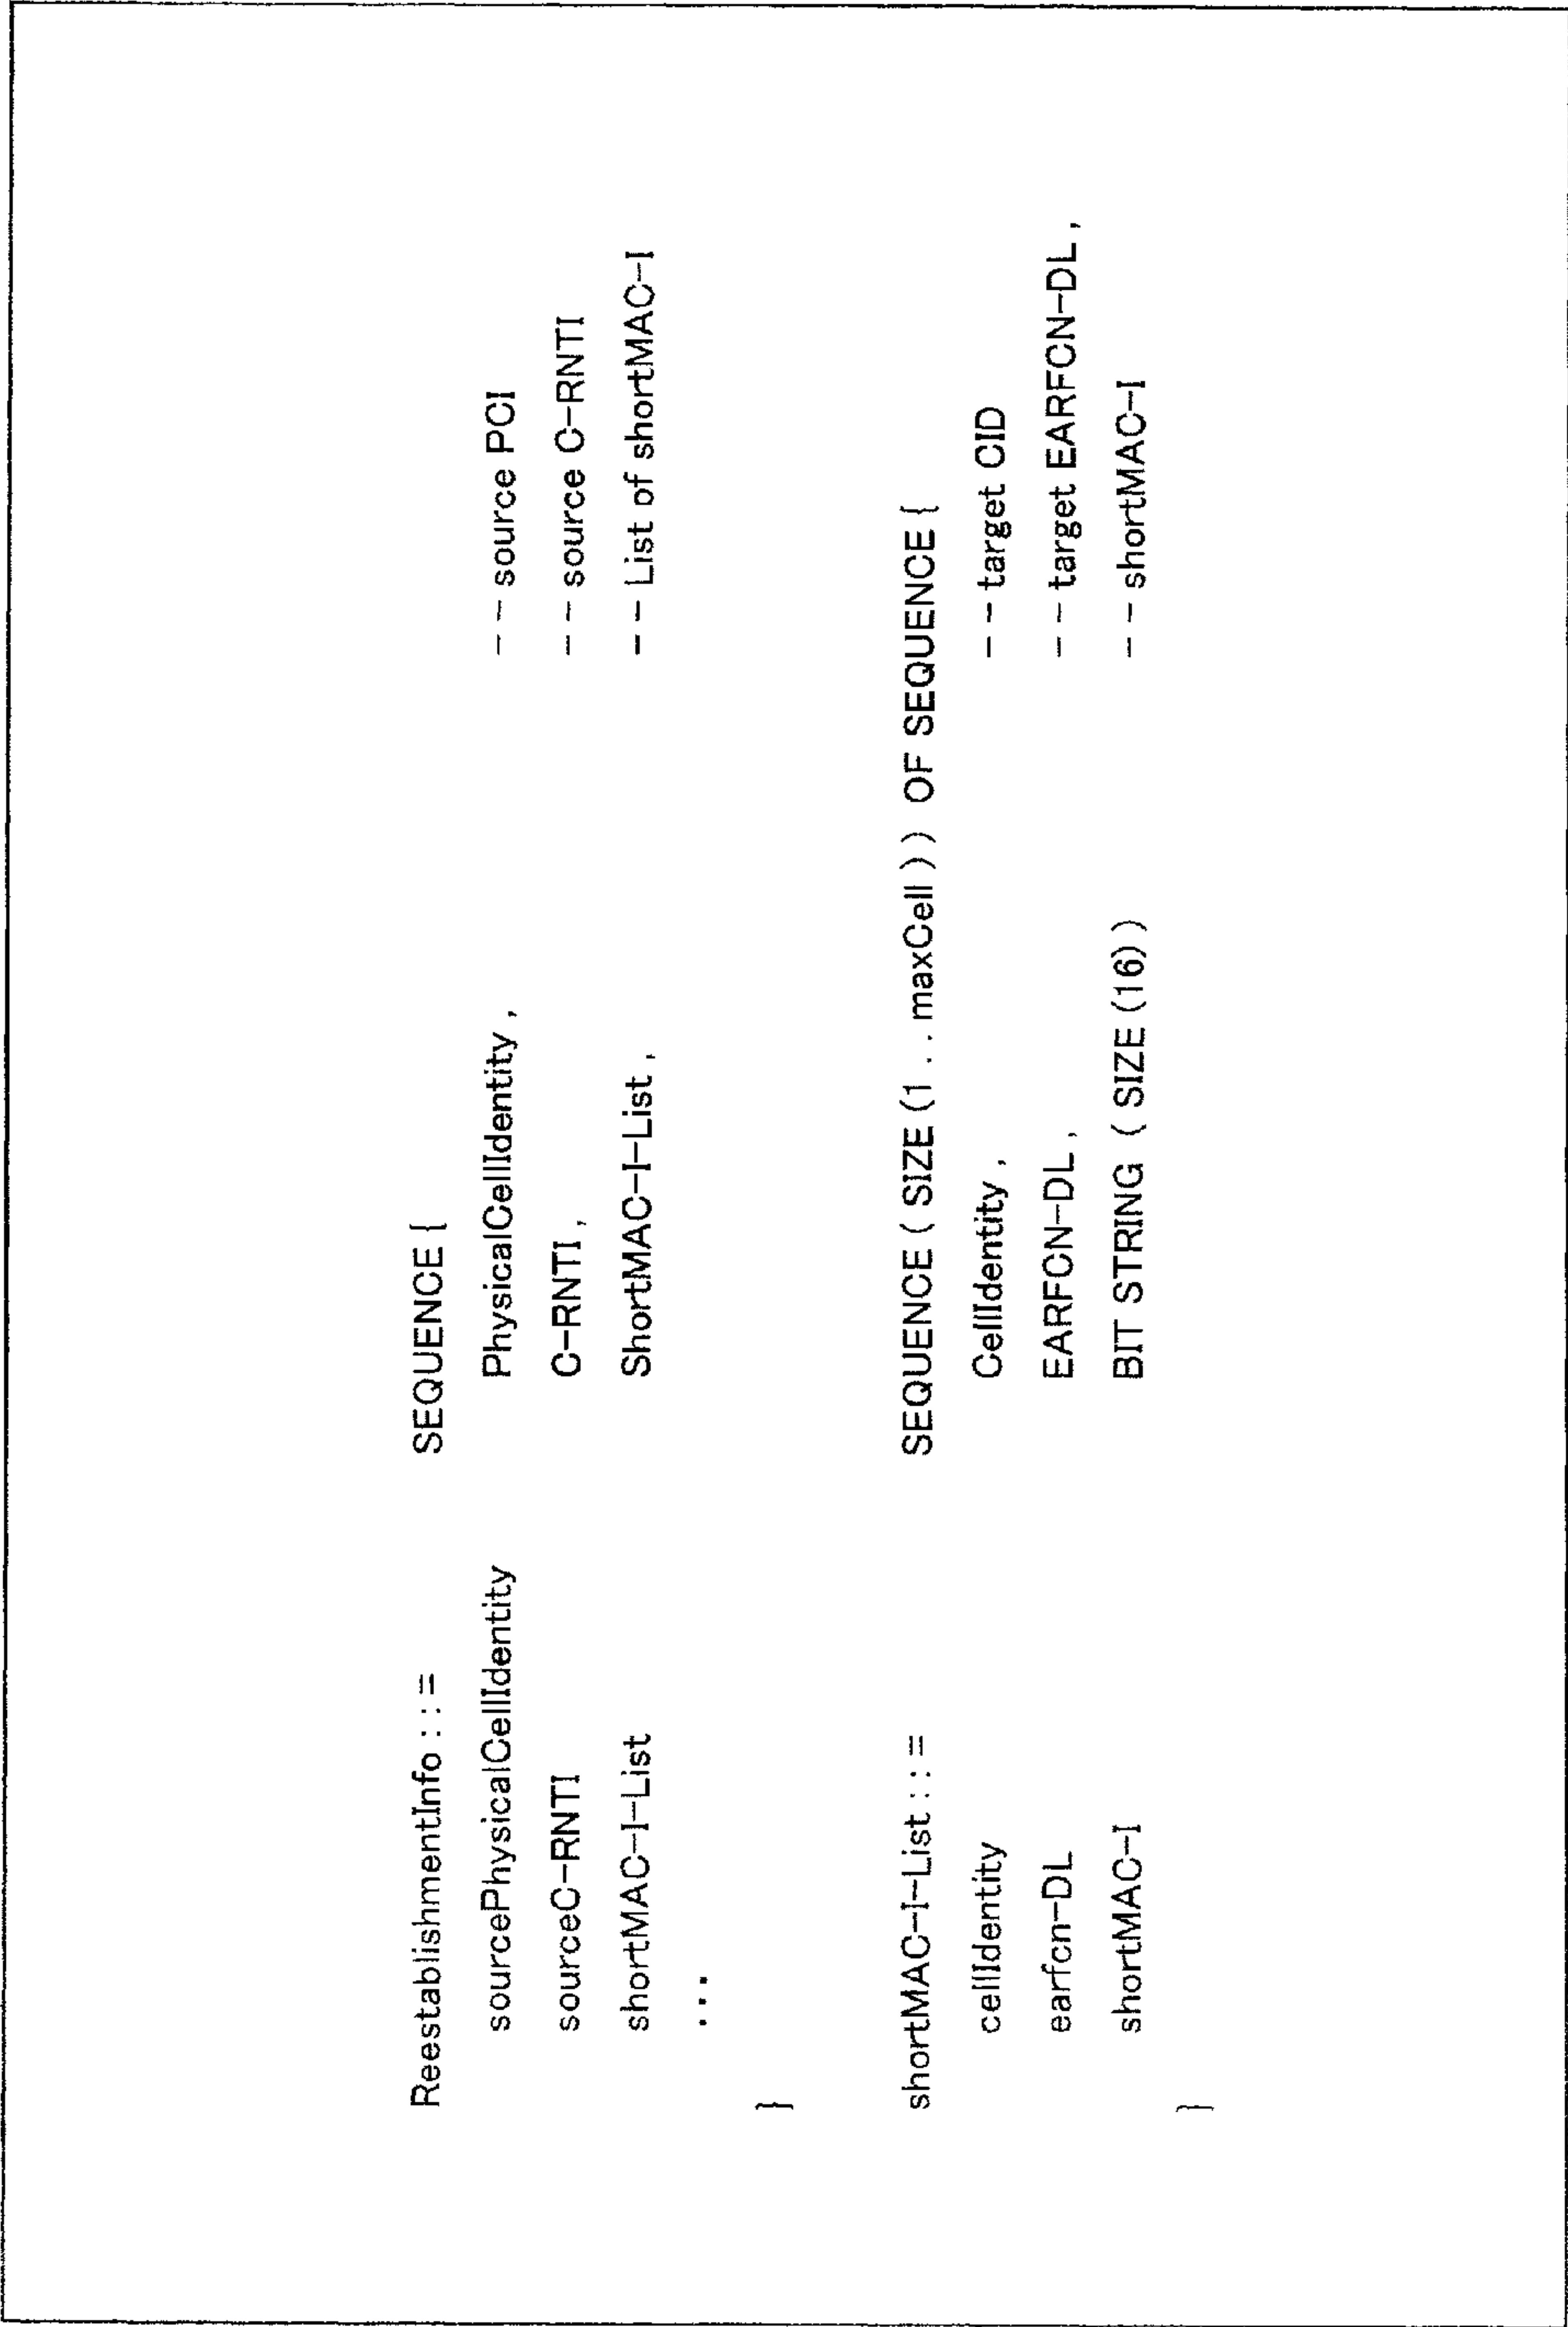 ReestablishmentInfo : : = SEQUENCE {
sourcePhysicalCellIdentity PhysicalCellIdentity , -- source PCI
sourceC-RNTI C-RNTI , -- source C-RNTI
shortMAC-I-List ShortMAC-I-List , -- List of shortMAC-I
...
}
shortMAC-I-List : : = SEQUENCE ( SIZE (1 . . maxCell ) ) OF SEQUENCE {
cellIdentity CellIdentity , -- target CID
earfcn-DL EARFCN-DL , -- target EARFCN-DL ,
shortMAC-I BIT STRING ( SIZE (16) ) -- shortMAC-I
}